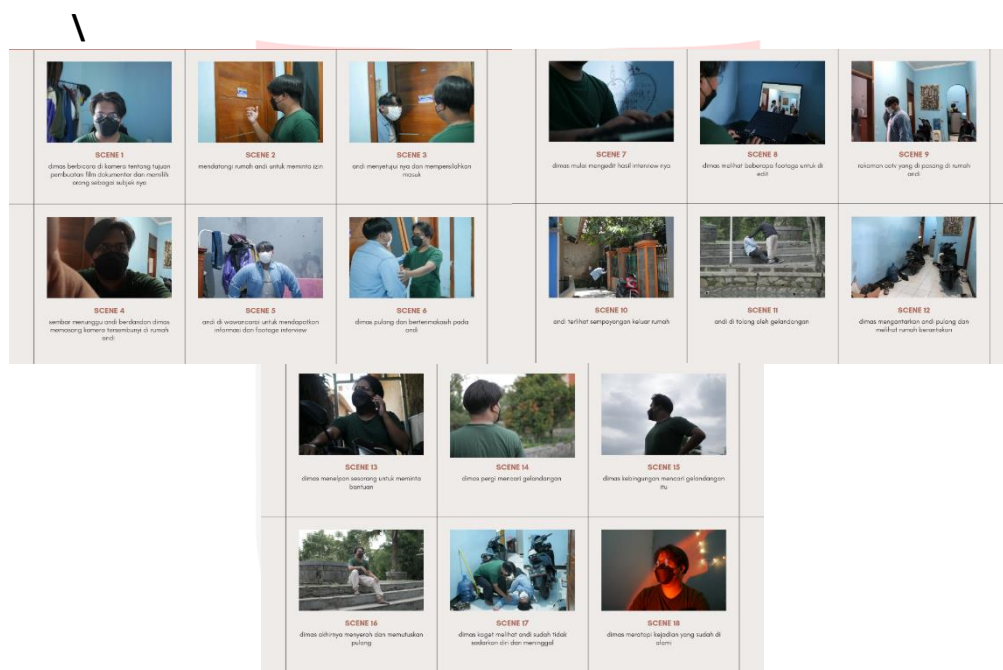 \
SCENE 1
dimas berbicara di kamera tentang tujuan
pembuatan film dokumenter dan memilih
orang sebagai subjek nya
SCENE 2
mendatangi rumah andi untuk meminta izin
SCENE 3
andi menyetujui nya dan mempersilahkan
masuk
SCENE 4
sembar menunggu andi berdandan dimas
memasang kamera tersembunyi di rumah
andi
SCENE 5
andi di wawancarai untuk mendapatkan
informasi dan footage interview
SCENE 6
dimas pulang dan berterimakasih pada
andi
SCENE 7
dimas mulai mengedit hasil interview nya
SCENE 8
dimas melihat beberapa footage untuk di
edit
SCENE 9
rekaman cctv yang di pasang di rumah
andi
SCENE 10
andi terlihat sempoyongan keluar rumah
SCENE 11
andi di tolong oleh gelandangan
SCENE 12
dimas mengantarkan andi pulang dan
melihat rumah berantakan
SCENE 13
dimas menelpon seseorang untuk meminta
bantuan
SCENE 14
dimas pergi mencari gelandangan
SCENE 15
dimas kebingungan mencari gelandangan
itu
SCENE 16
dimas akhirnya menyerah dan memutuskan
pulang
SCENE 17
dimas kaget melihat andi sudah tidak
sadarkan diri dan meninggal
SCENE 18
dimas meratapi kejadian yang sudah di
alami